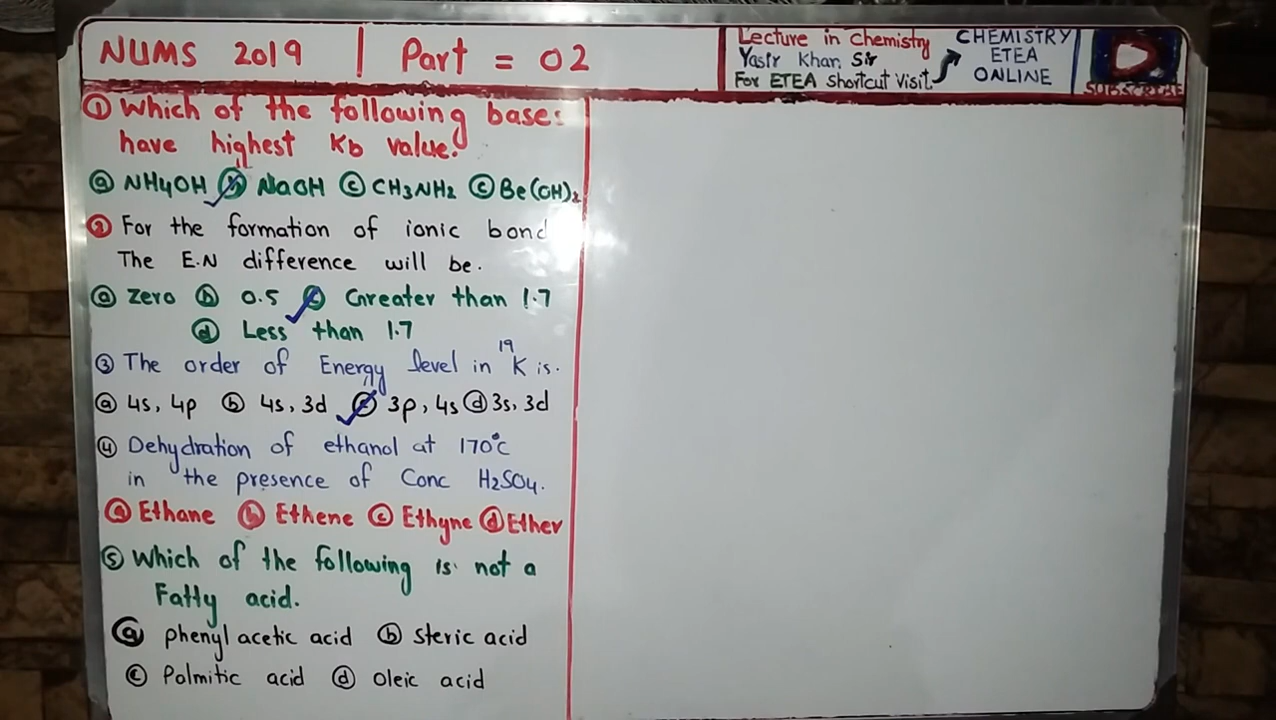 NUMS 2019 | Part = 02
Lecture in Chemistry
Yasir Khan Sir
For ETEA Shortcut Visit
CHEMISTRY
ETEA
ONLINE
SUBSCRIBE
① Which of the following bases
have highest Kb value?
ⓐ NH4OH ⓑ NaOH ⓒ CH3NH2 ⓒ Be(OH)2
② For the formation of ionic bond
The E.N difference will be.
ⓐ Zero ⓑ 0.5 ⓒ Greater than 1.7
ⓓ Less than 1.7
③ The order of Energy level in ¹⁹K is.
ⓐ 4s, 4p ⓑ 4s, 3d ⓒ 3p, 4s ⓓ 3s, 3d
④ Dehydration of ethanol at 170°C
in the presence of Conc H2SO4.
ⓐ Ethane ⓑ Ethene ⓒ Ethyne ⓓ Ether
⑤ Which of the following is not a
Fatty acid.
ⓐ phenyl acetic acid ⓑ Steric acid
ⓒ Palmitic acid ⓓ Oleic acid